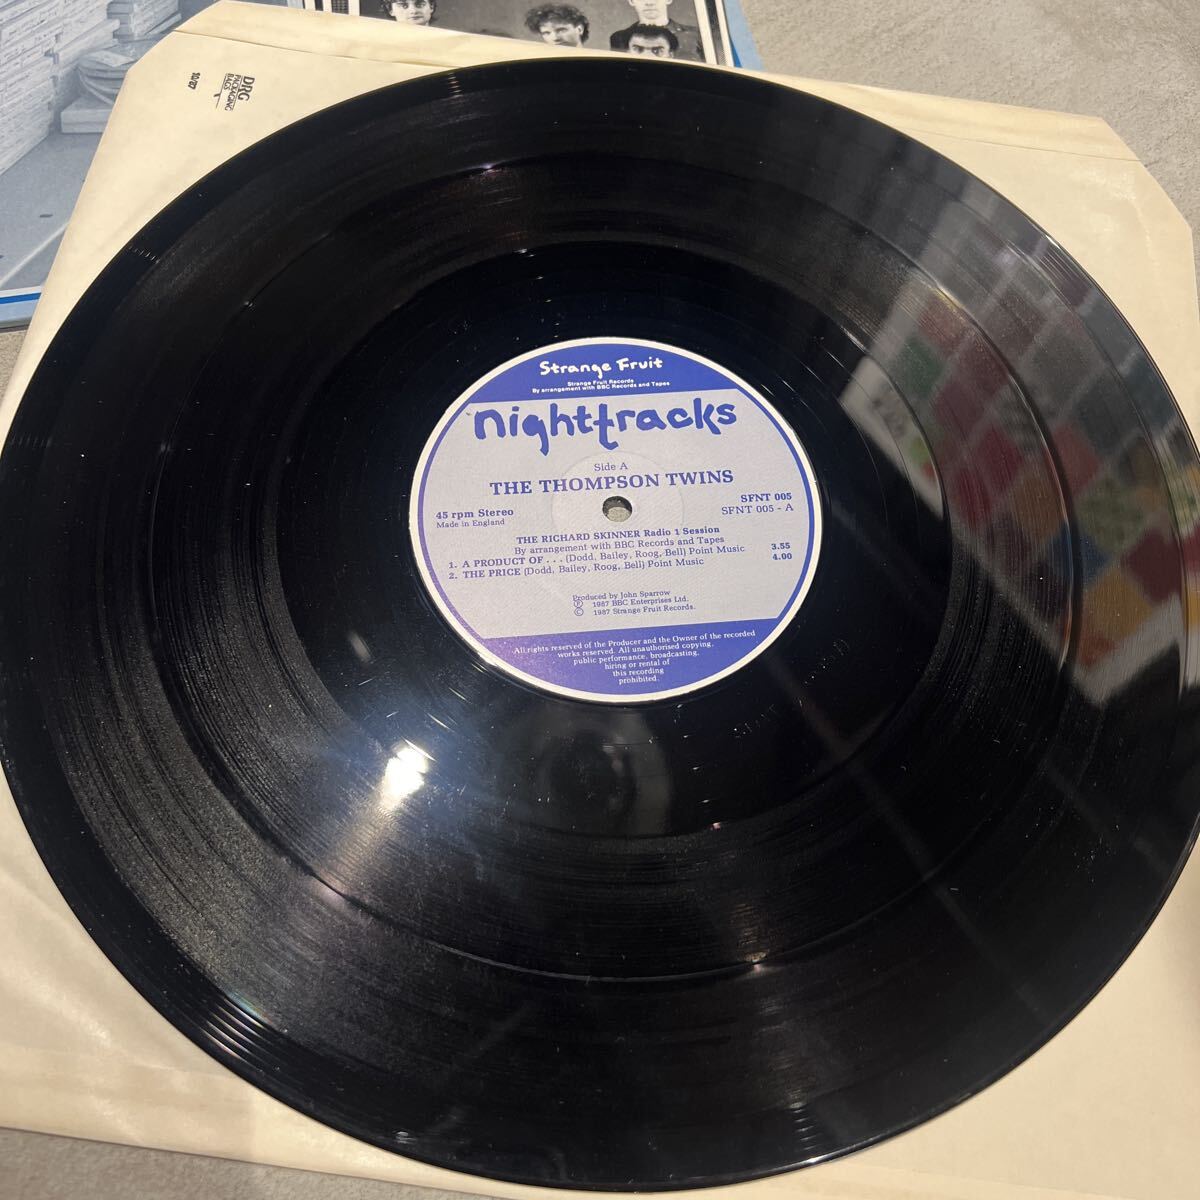 DRG
PACKAGING
BAGS
10/87
Strange Fruit
Strange Fruit Records
By arrangement with BBC Records and Tapes
nighttracks
Side A
THE THOMPSON TWINS
45 rpm Stereo
Made in England
SFNT 005
SFNT 005 - A
THE RICHARD SKINNER Radio 1 Session
By arrangement with BBC Records and Tapes
1. A PRODUCT OF . . . (Dodd, Bailey, Roog, Bell) Point Music 3.55
2. THE PRICE (Dodd, Bailey, Roog, Bell) Point Music 4.00
Produced by John Sparrow
Ⓟ 1987 BBC Enterprises Ltd.
© 1987 Strange Fruit Records.
All rights reserved of the Producer and the Owner of the recorded
works reserved. All unauthorised copying,
public performance, broadcasting,
hiring or rental of
this recording
prohibited.